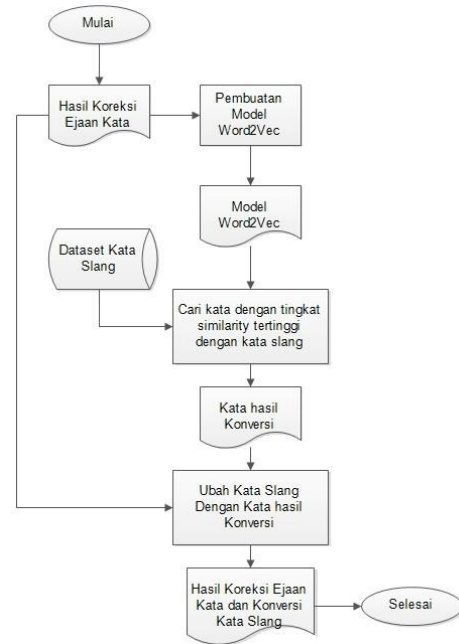 Mulai
Hasil Koreksi
Ejaan Kata
Pembuatan
Model
Word2Vec
Model
Word2Vec
Dataset Kata
Slang
Cari kata dengan tingkat
similarity tertinggi
dengan kata slang
Kata hasil
Konversi
Ubah Kata Slang
Dengan Kata hasil
Konversi
Hasil Koreksi Ejaan
Kata dan Konversi
Kata Slang
Selesai